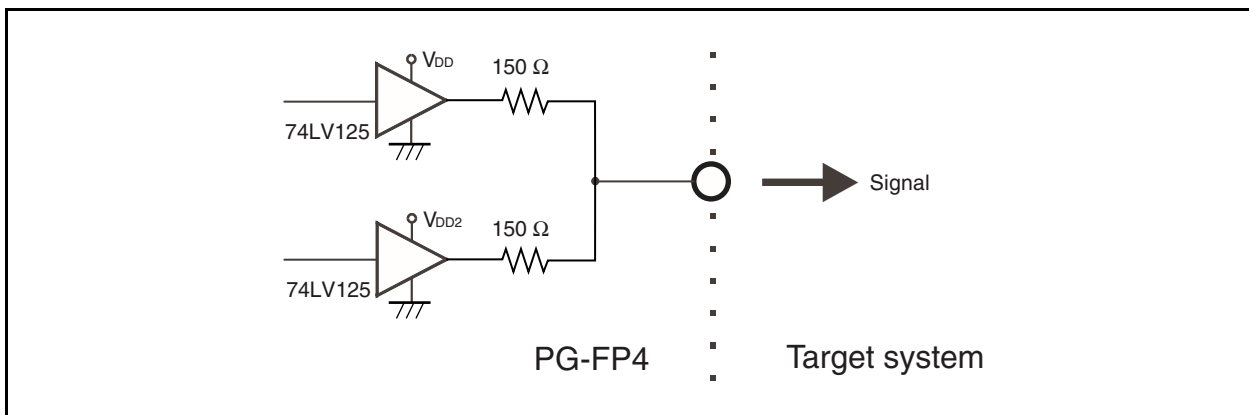 VDD
150 Ω
74LV125
Signal
VDD2
150 Ω
74LV125
PG-FP4
Target system